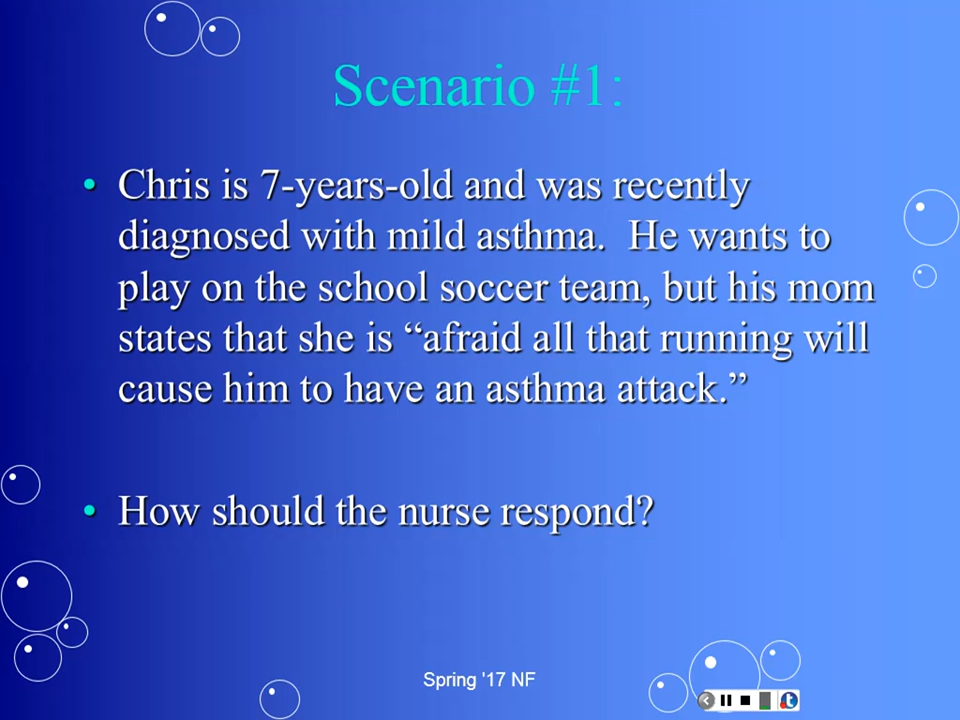 Scenario #1:
• Chris is 7-years-old and was recently
diagnosed with mild asthma.  He wants to
play on the school soccer team, but his mom
states that she is “afraid all that running will
cause him to have an asthma attack.”
• How should the nurse respond?
Spring '17 NF
t